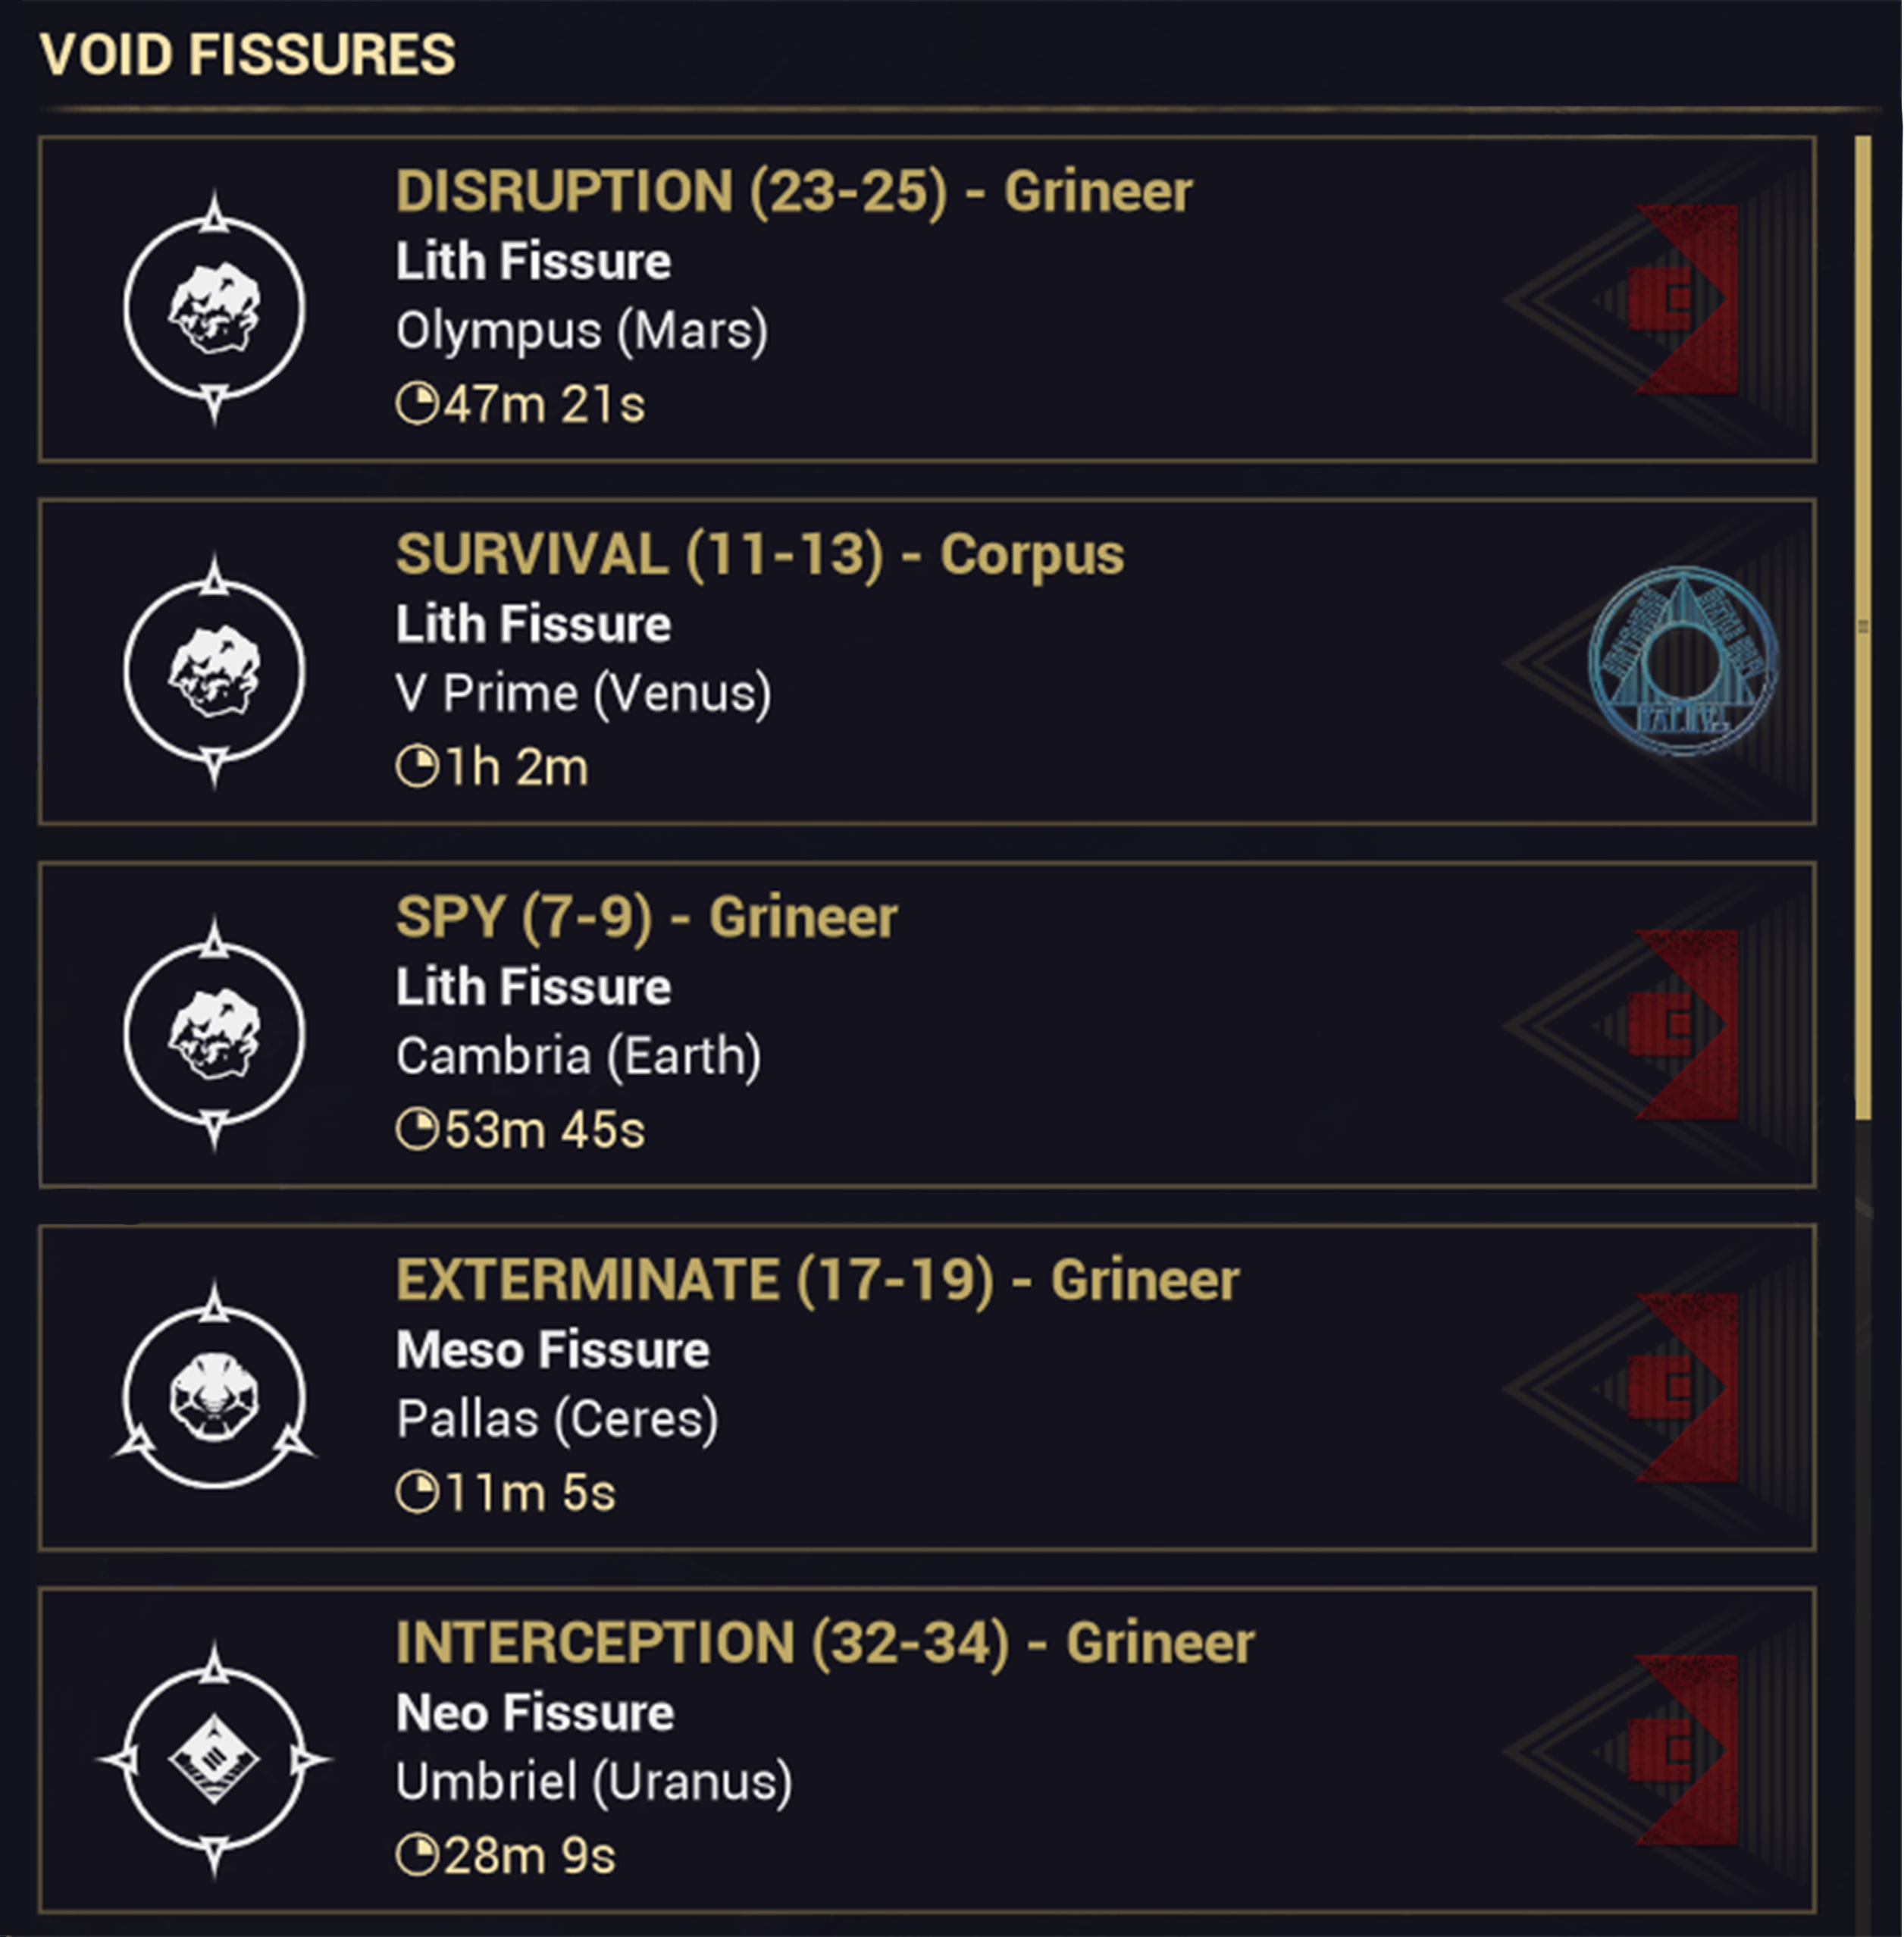 VOID FISSURES
DISRUPTION (23-25) - Grineer
Lith Fissure
Olympus (Mars)
47m 21s
SURVIVAL (11-13) - Corpus
Lith Fissure
V Prime (Venus)
1h 2m
SPY (7-9) - Grineer
Lith Fissure
Cambria (Earth)
53m 45s
EXTERMINATE (17-19) - Grineer
Meso Fissure
Pallas (Ceres)
11m 5s
INTERCEPTION (32-34) - Grineer
Neo Fissure
Umbriel (Uranus)
28m 9s